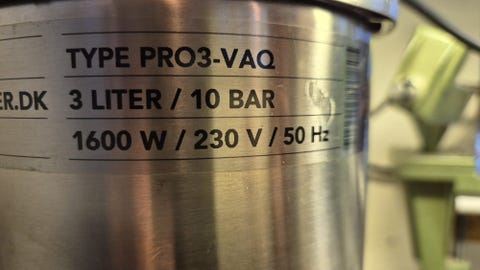 TYPE PRO3-VAQ
ER.DK 3 LITER / 10 BAR
1600 W / 230 V / 50 Hz